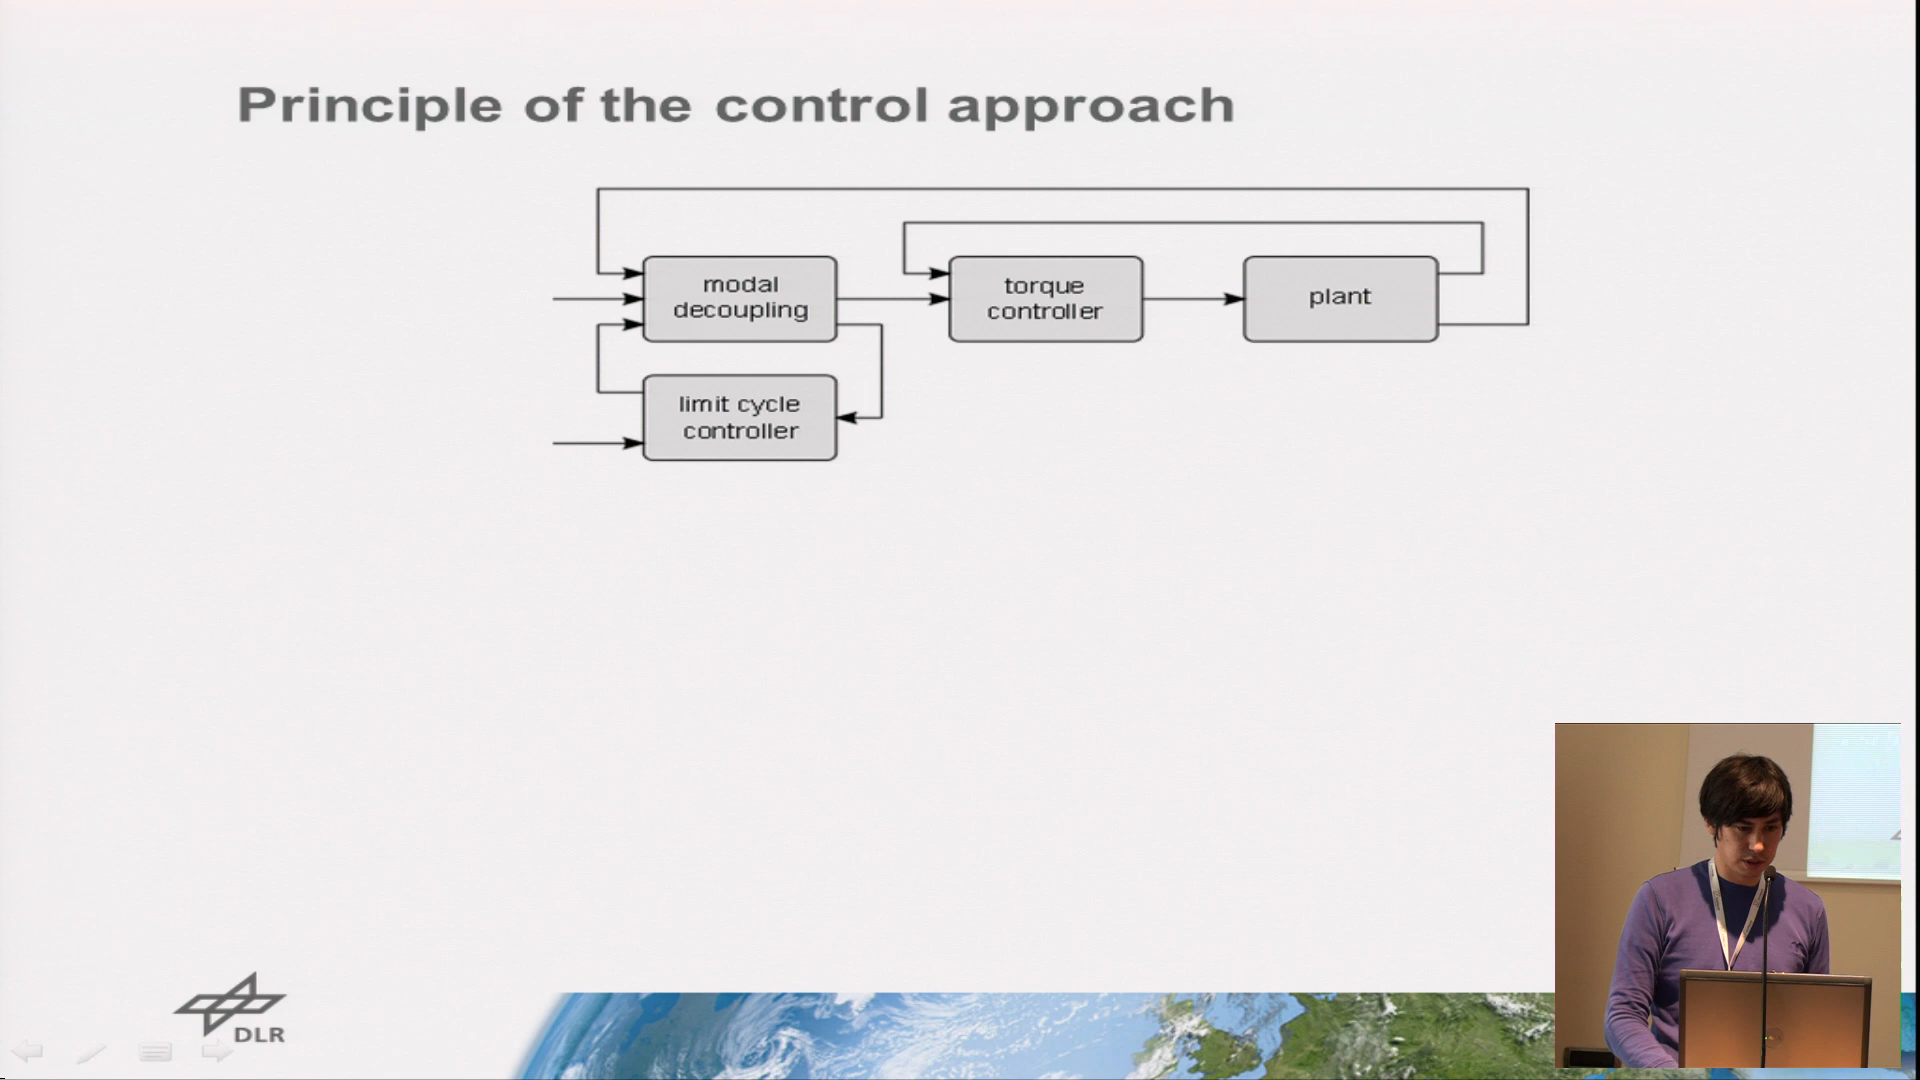 Principle of the control approach
modal
decoupling
torque
controller
plant
limit cycle
controller
DLR